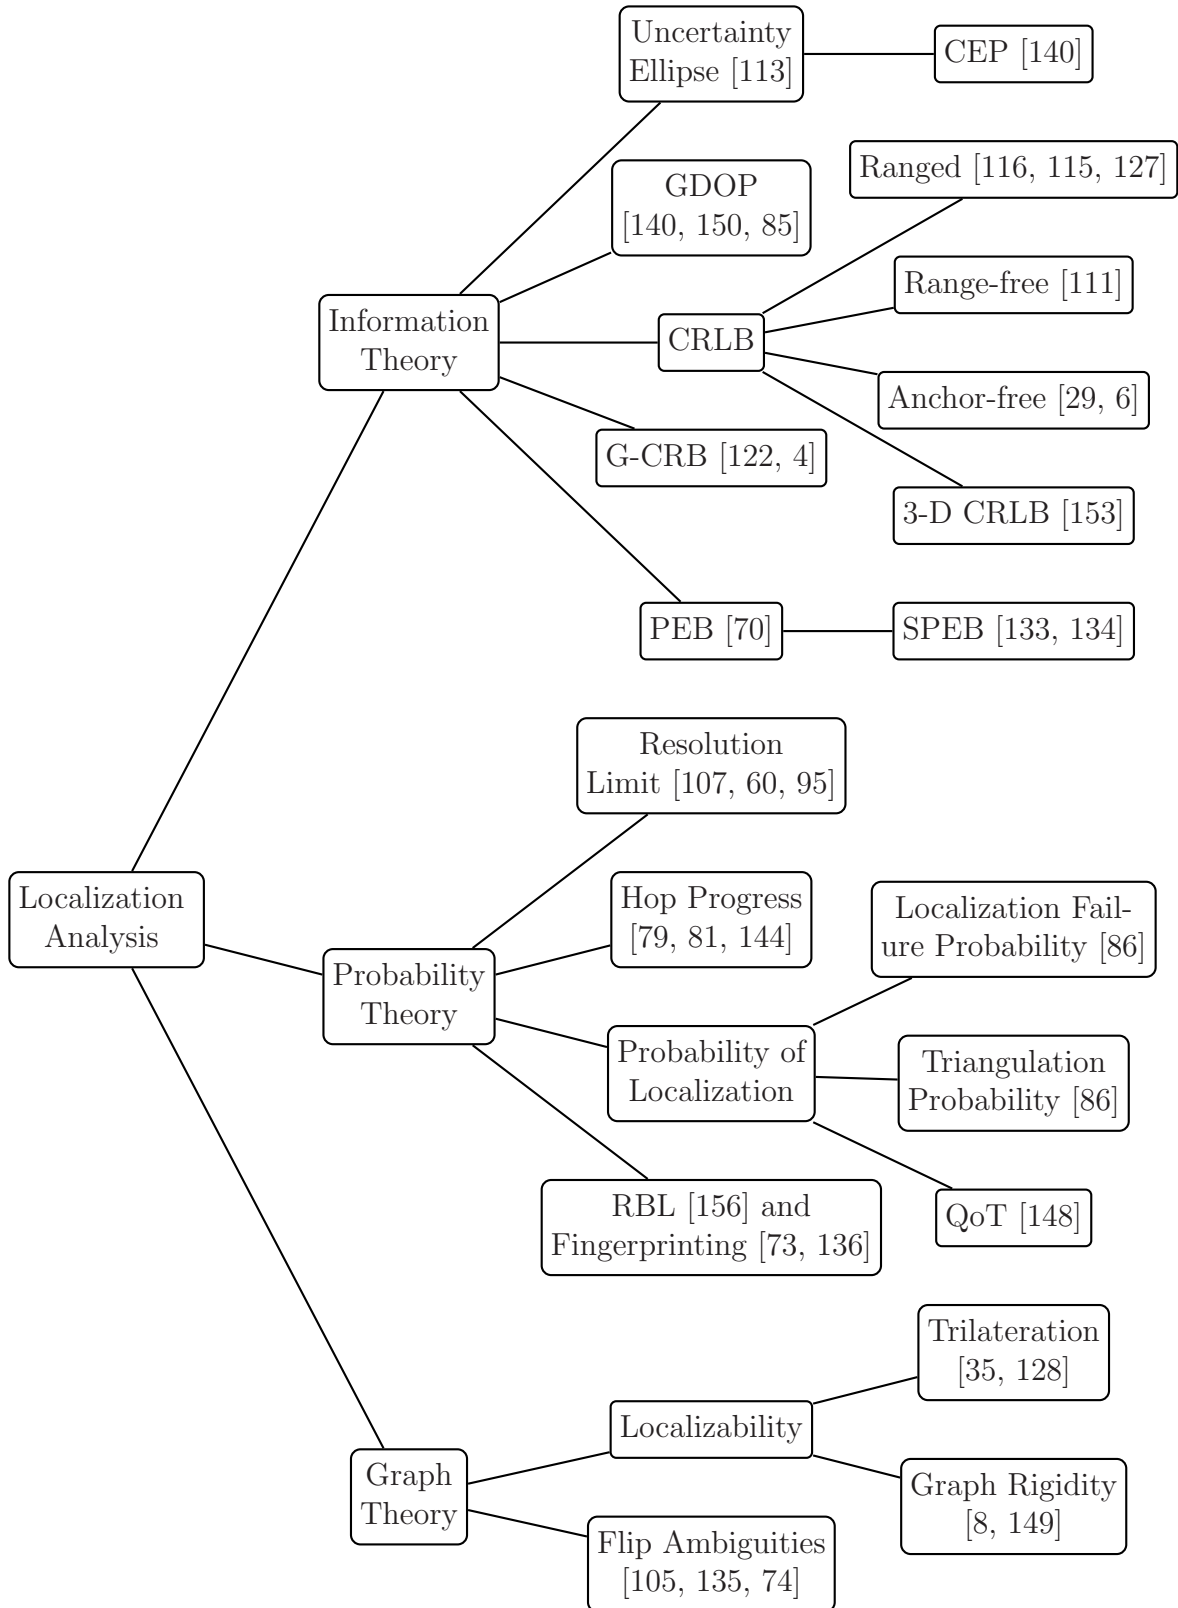 Uncertainty
Ellipse [113]
CEP [140]
Ranged [116, 115, 127]
GDOP
[140, 150, 85]
Range-free [111]
Information
Theory
CRLB
Anchor-free [29, 6]
G-CRB [122, 4]
3-D CRLB [153]
PEB [70]
SPEB [133, 134]
Resolution
Limit [107, 60, 95]
Localization
Analysis
Hop Progress
[79, 81, 144]
Localization Fail-
ure Probability [86]
Probability
Theory
Probability of
Localization
Triangulation
Probability [86]
RBL [156] and
Fingerprinting [73, 136]
QoT [148]
Trilateration
[35, 128]
Localizability
Graph
Theory
Graph Rigidity
[8, 149]
Flip Ambiguities
[105, 135, 74]